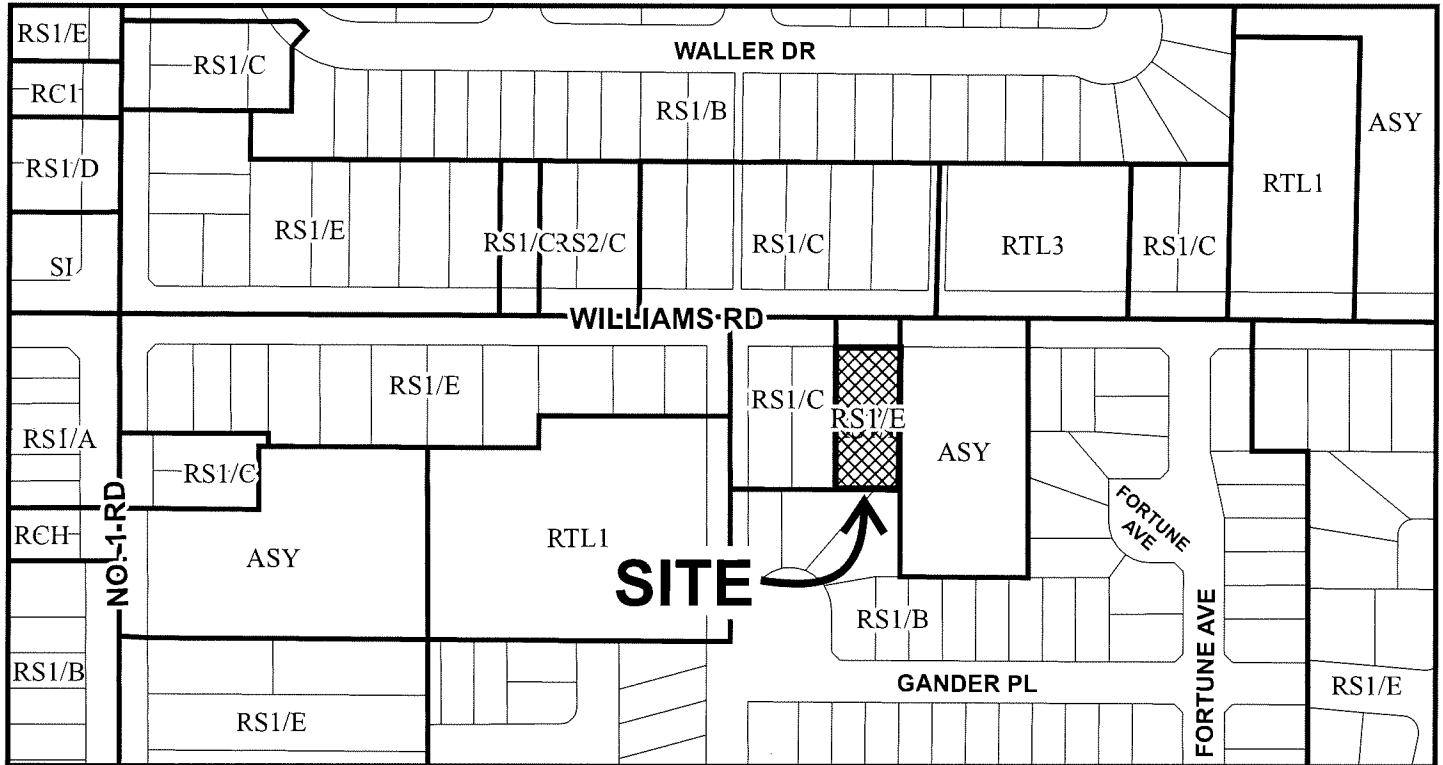 RS1/E
RS1/C
WALLER DR
RC1
RS1/B
ASY
RS1/D
RTL1
RS1/E
RS1/C
RS2/C
RS1/C
RTL3
RS1/C
SI
WILLIAMS RD
RS1/E
RS1/C
RS1/E
RS1/A
ASY
RS1/C
NO. 1 RD
FORTUNE
AVE
RCH
ASY
RTL1
SITE
RS1/B
FORTUNE AVE
RS1/B
GANDER PL
RS1/E
RS1/E